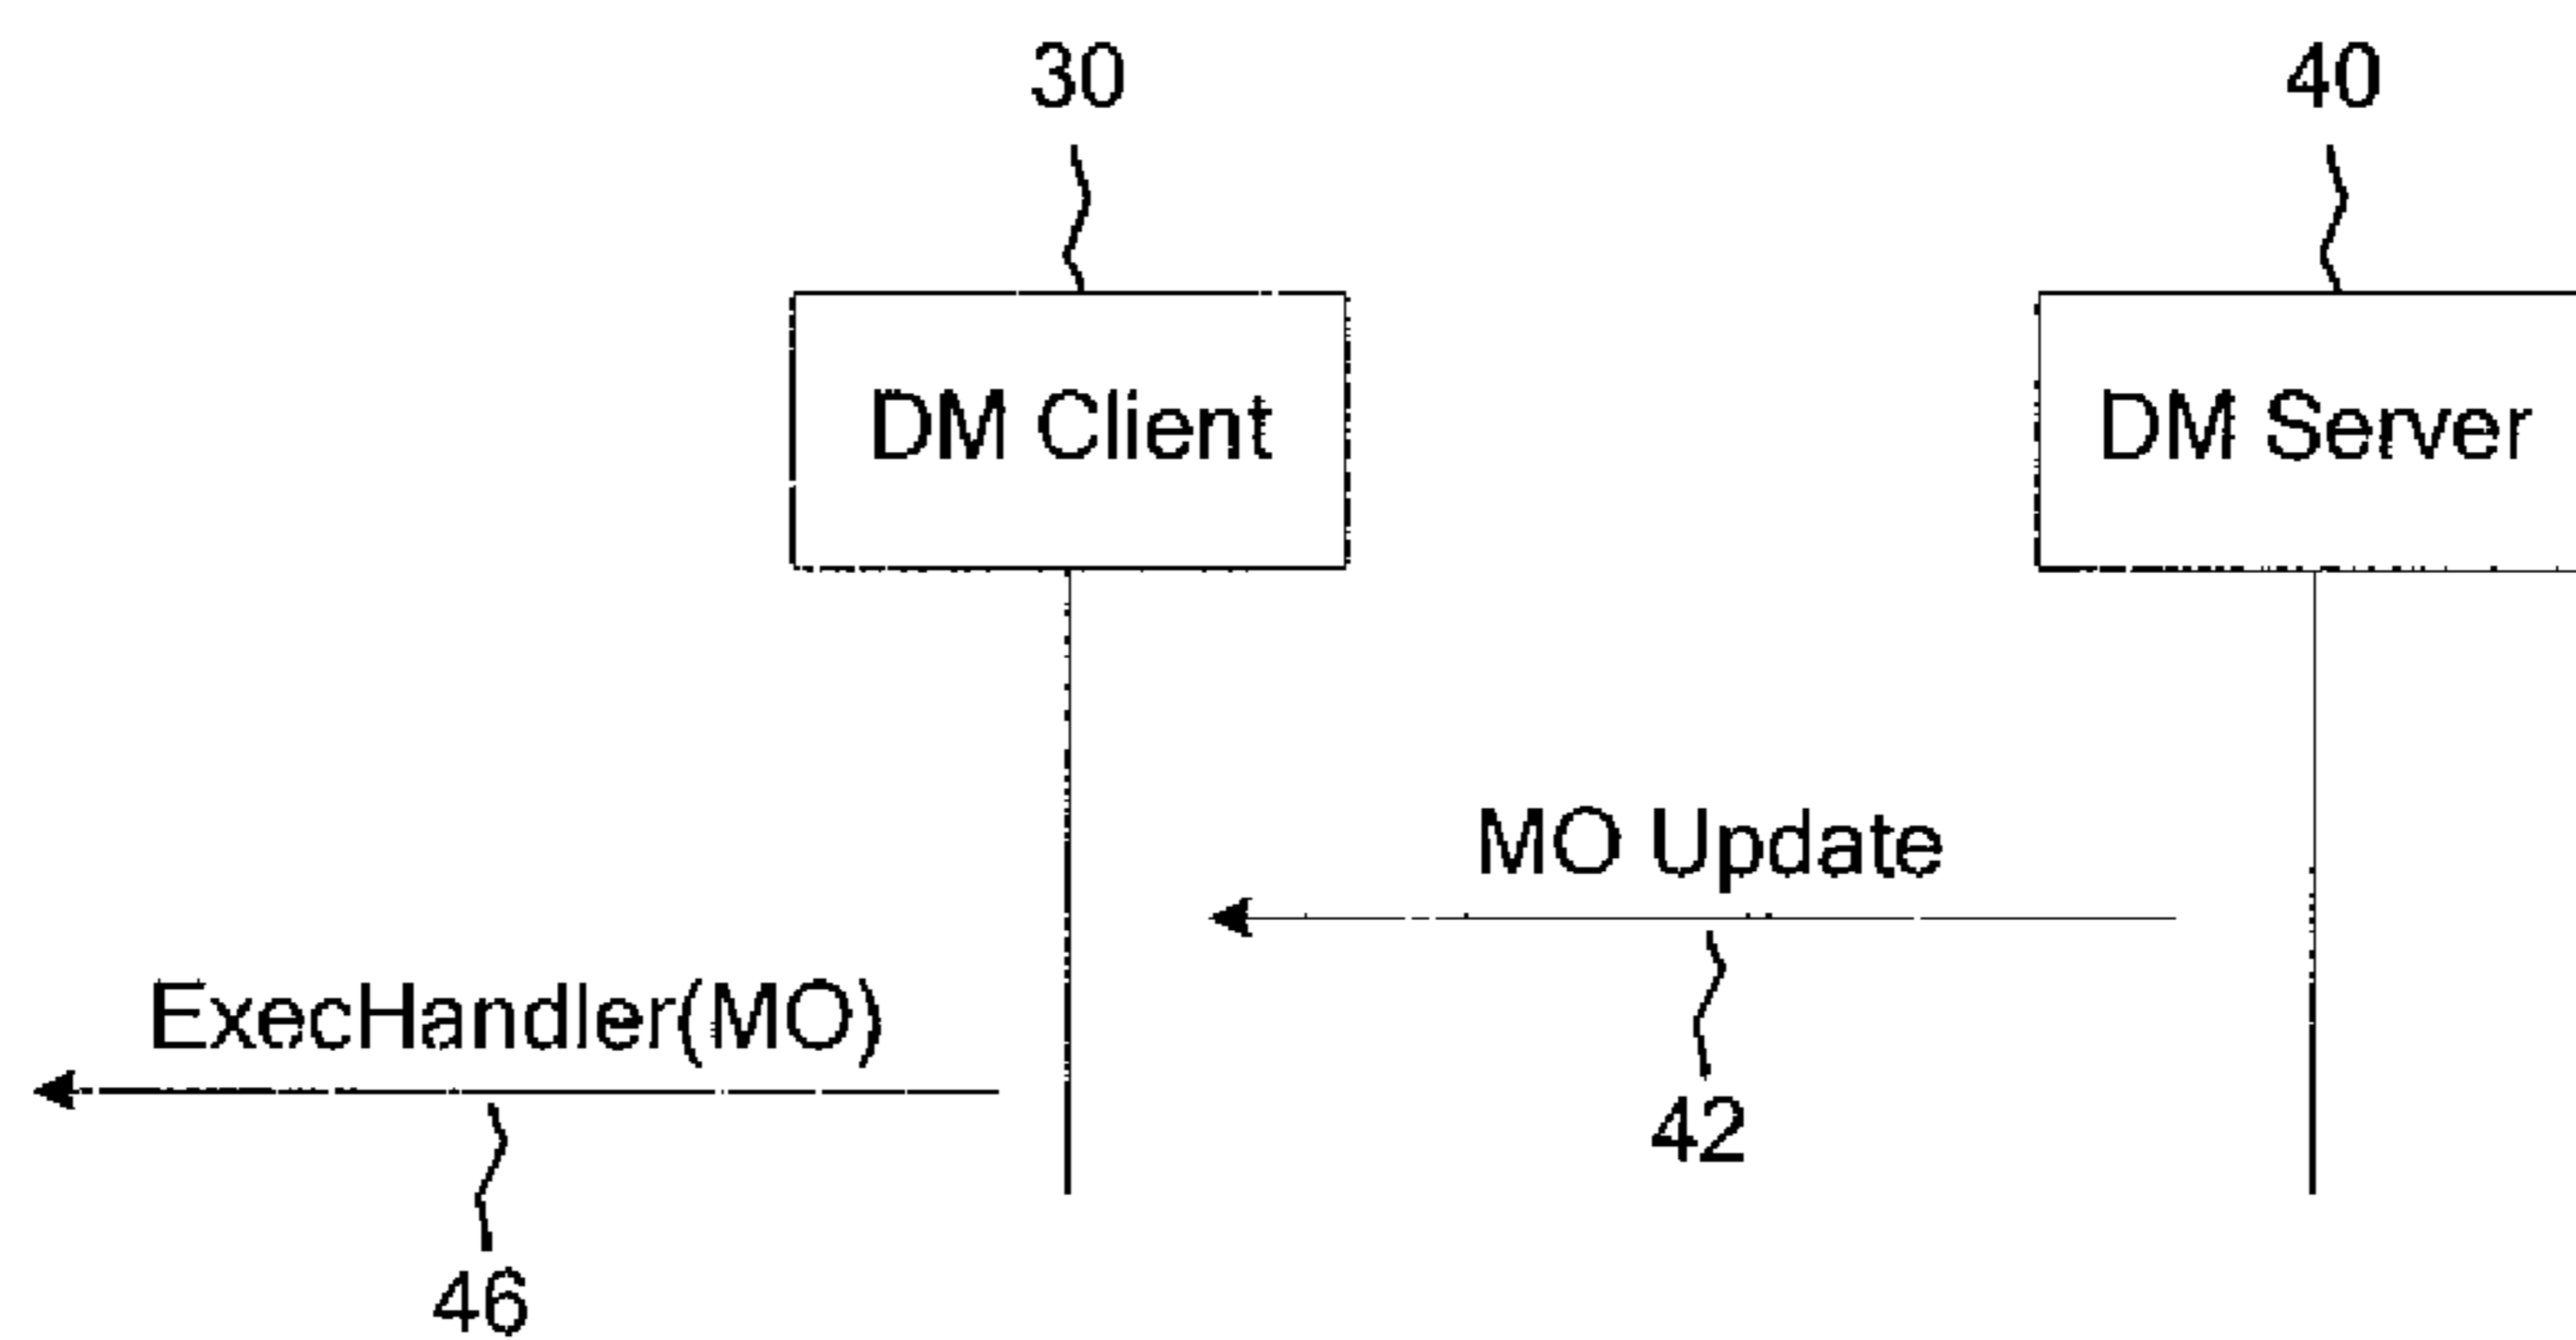 30
40
DM Client
DM Server
MO Update
ExecHandler(MO)
42
46